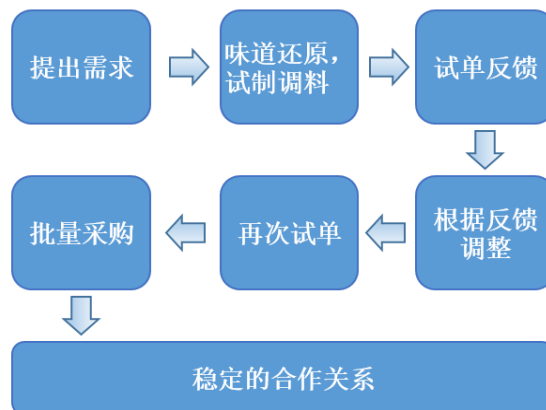 提出需求
味道还原，
试制调料
试单反馈
根据反馈
调整
再次试单
批量采购
稳定的合作关系